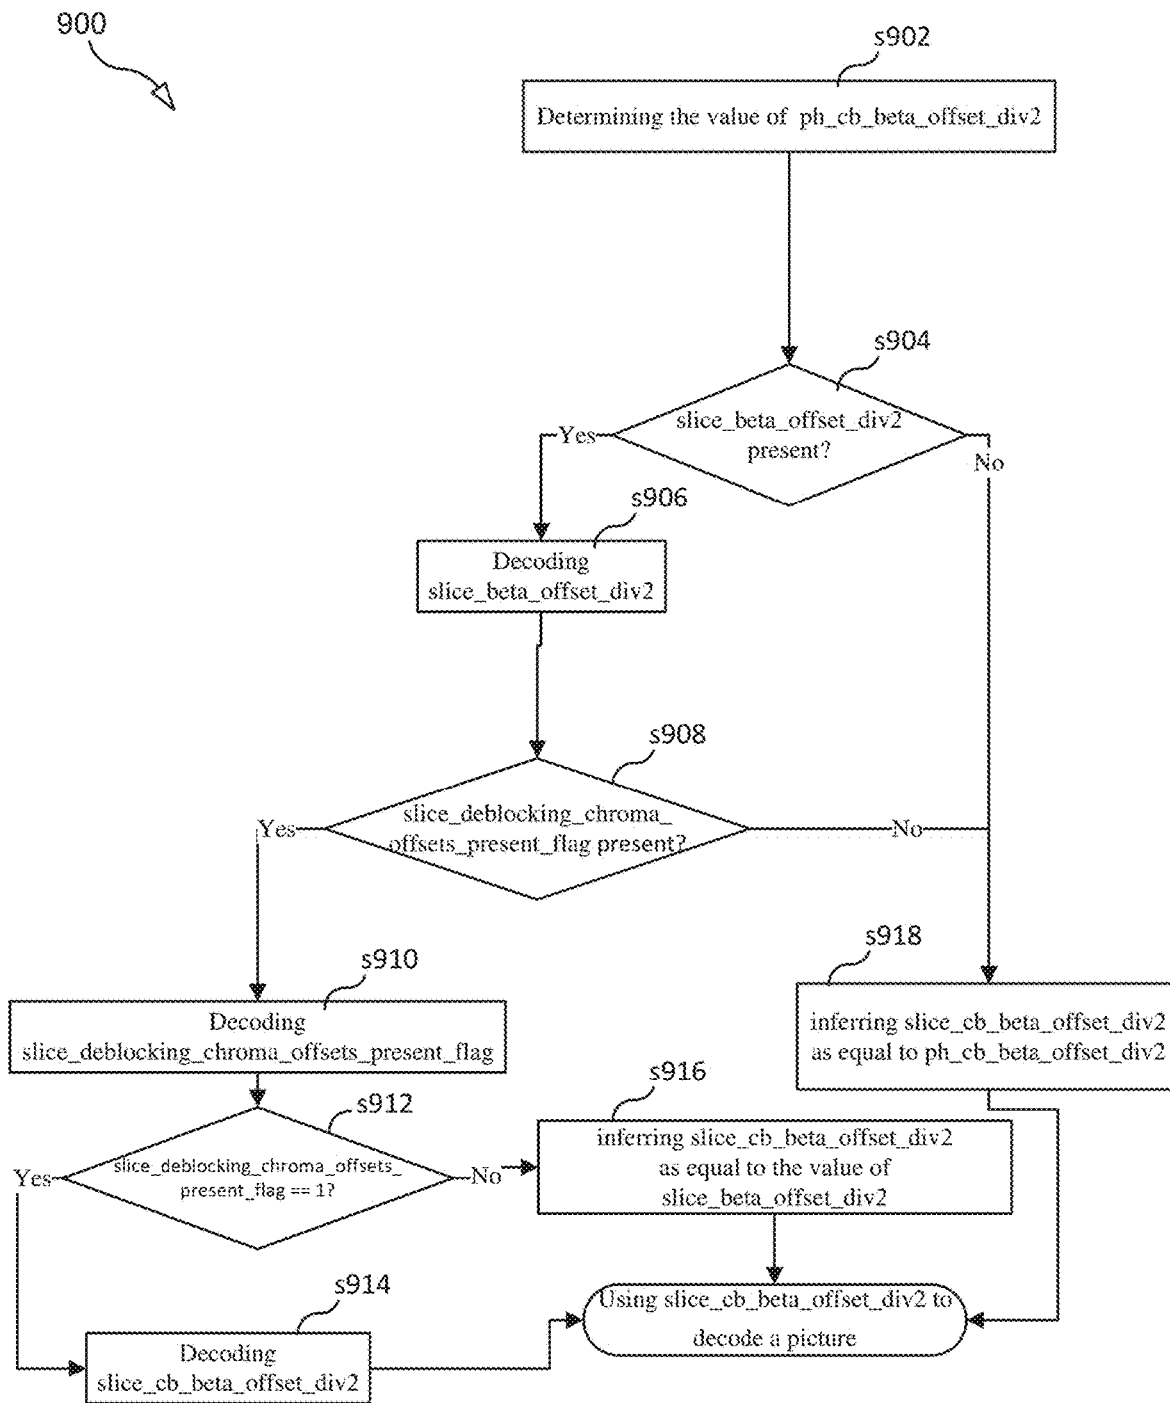 900
s902
Determining the value of ph_cb_beta_offset_div2
s904
slice_beta_offset_div2
present?
Yes
No
s906
Decoding
slice_beta_offset_div2
s908
slice_deblocking_chroma_
offsets_present_flag present?
Yes
No
s910
Decoding
slice_deblocking_chroma_offsets_present_flag
s918
inferring slice_cb_beta_offset_div2
as equal to ph_cb_beta_offset_div2
s912
slice_deblocking_chroma_offsets_
present_flag == 1?
Yes
No
s916
inferring slice_cb_beta_offset_div2
as equal to the value of
slice_beta_offset_div2
s914
Decoding
slice_cb_beta_offset_div2
Using slice_cb_beta_offset_div2 to
decode a picture